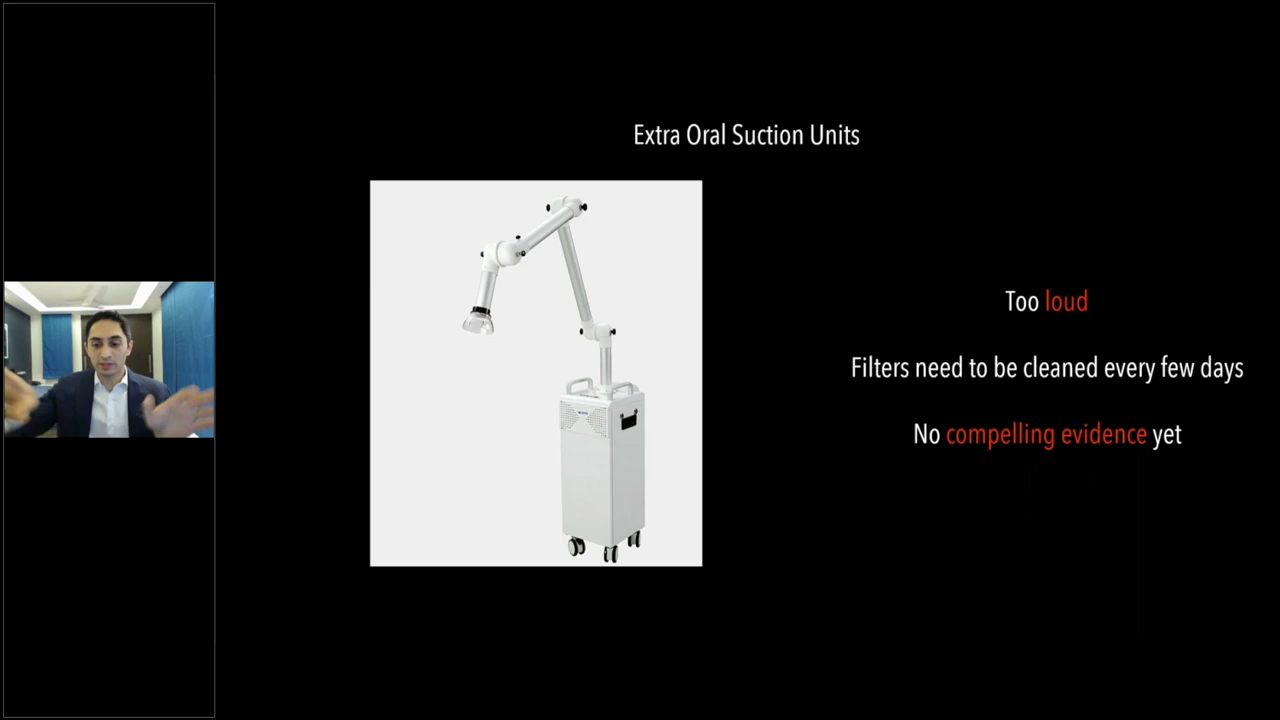 Extra Oral Suction Units
Too loud
Filters need to be cleaned every few days
No compelling evidence yet